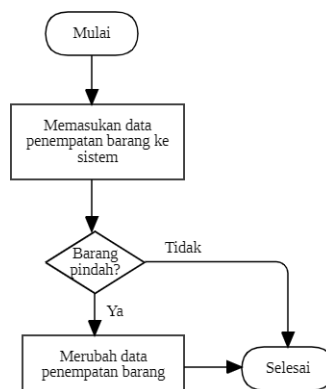 Mulai
Memasukan data
penempatan barang ke
sistem
Barang
pindah?
Tidak
Ya
Merubah data
penempatan barang
Selesai